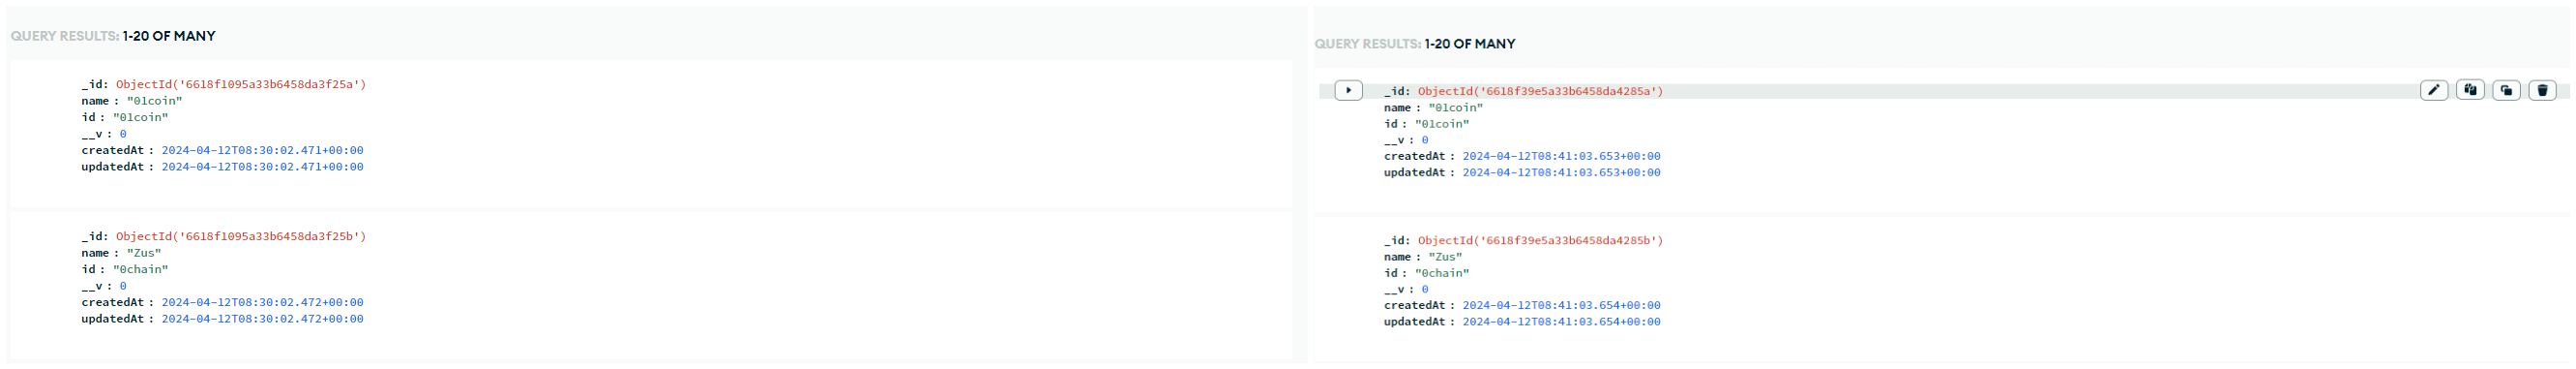 QUERY RESULTS: 1-20 OF MANY
_id: ObjectId('6618f1095a33b6458da3f25a')
name : "01coin"
id : "01coin"
__v : 0
createdAt : 2024-04-12T08:30:02.471+00:00
updatedAt : 2024-04-12T08:30:02.471+00:00
_id: ObjectId('6618f1095a33b6458da3f25b')
name : "Zus"
id : "0chain"
__v : 0
createdAt : 2024-04-12T08:30:02.472+00:00
updatedAt : 2024-04-12T08:30:02.472+00:00
QUERY RESULTS: 1-20 OF MANY
_id: ObjectId('6618f39e5a33b6458da4285a')
name : "01coin"
id : "01coin"
__v : 0
createdAt : 2024-04-12T08:41:03.653+00:00
updatedAt : 2024-04-12T08:41:03.653+00:00
_id: ObjectId('6618f39e5a33b6458da4285b')
name : "Zus"
id : "0chain"
__v : 0
createdAt : 2024-04-12T08:41:03.654+00:00
updatedAt : 2024-04-12T08:41:03.654+00:00